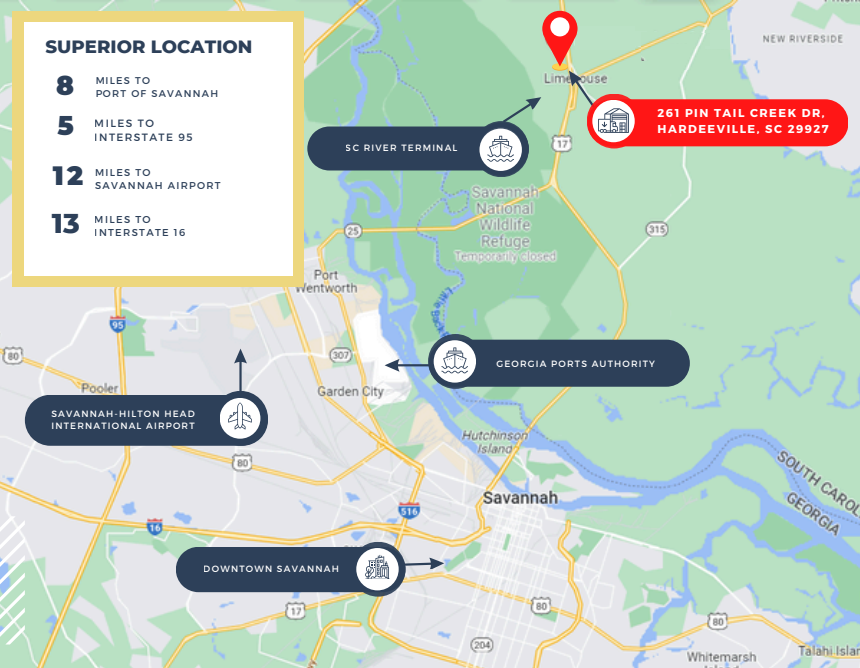 SUPERIOR LOCATION
8
MILES TO
PORT OF SAVANNAH
5
MILES TO
INTERSTATE 95
12
MILES TO
SAVANNAH AIRPORT
13
MILES TO
INTERSTATE 16
NEW RIVERSIDE
261 PIN TAIL CREEK DR,
HARDEEVILLE, SC 29927
SC RIVER TERMINAL
17
Savannah
National
Wildlife
Refuge
Temporarily closed
25
315
Port
Wentworth
95
80
307
GEORGIA PORTS AUTHORITY
Pooler
Garden City
SAVANNAH-HILTON HEAD
INTERNATIONAL AIRPORT
Hutchinson
Island
80
SOUTH CAROL
GEORGIA
Savannah
516
16
DOWNTOWN SAVANNAH
17
80
80
204
Whitemarsh
Talahi Islan